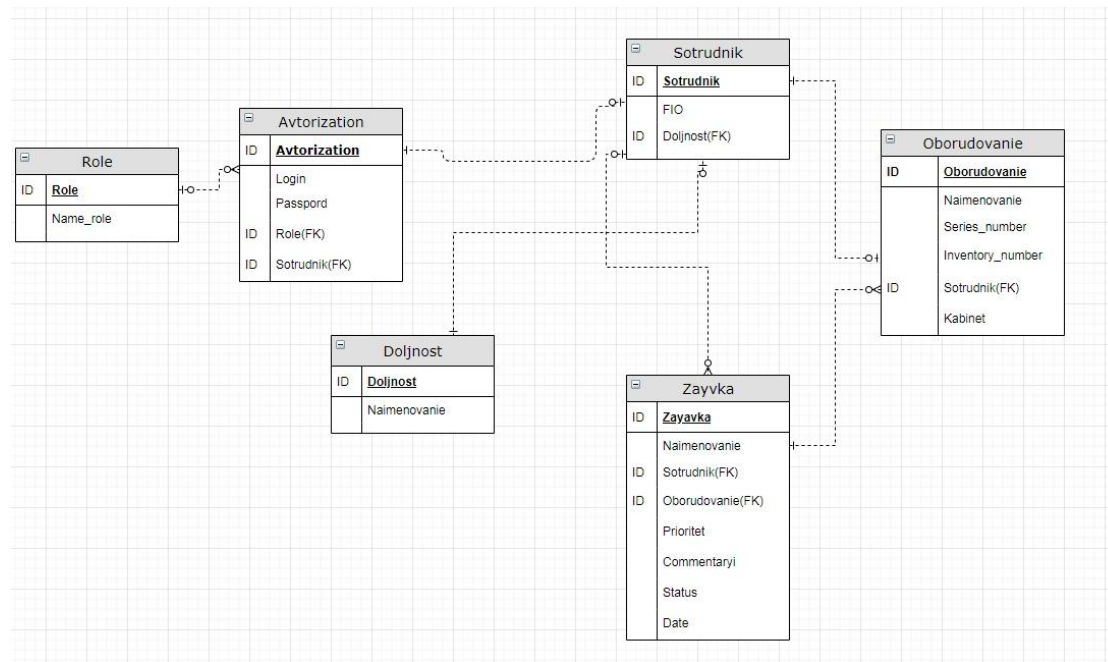 Role
ID Role
Name_role
Avtorization
ID Avtorization
Login
Passpord
ID Role(FK)
ID Sotrudnik(FK)
Sotrudnik
ID Sotrudnik
FIO
ID Doljnost(FK)
Oborudovanie
ID Oborudovanie
Naimenovanie
Series_number
Inventory_number
ID Sotrudnik(FK)
Kabinet
Doljnost
ID Doljnost
Naimenovanie
Zayvka
ID Zayavka
Naimenovanie
ID Sotrudnik(FK)
ID Oborudovanie(FK)
Prioritet
Commentaryi
Status
Date